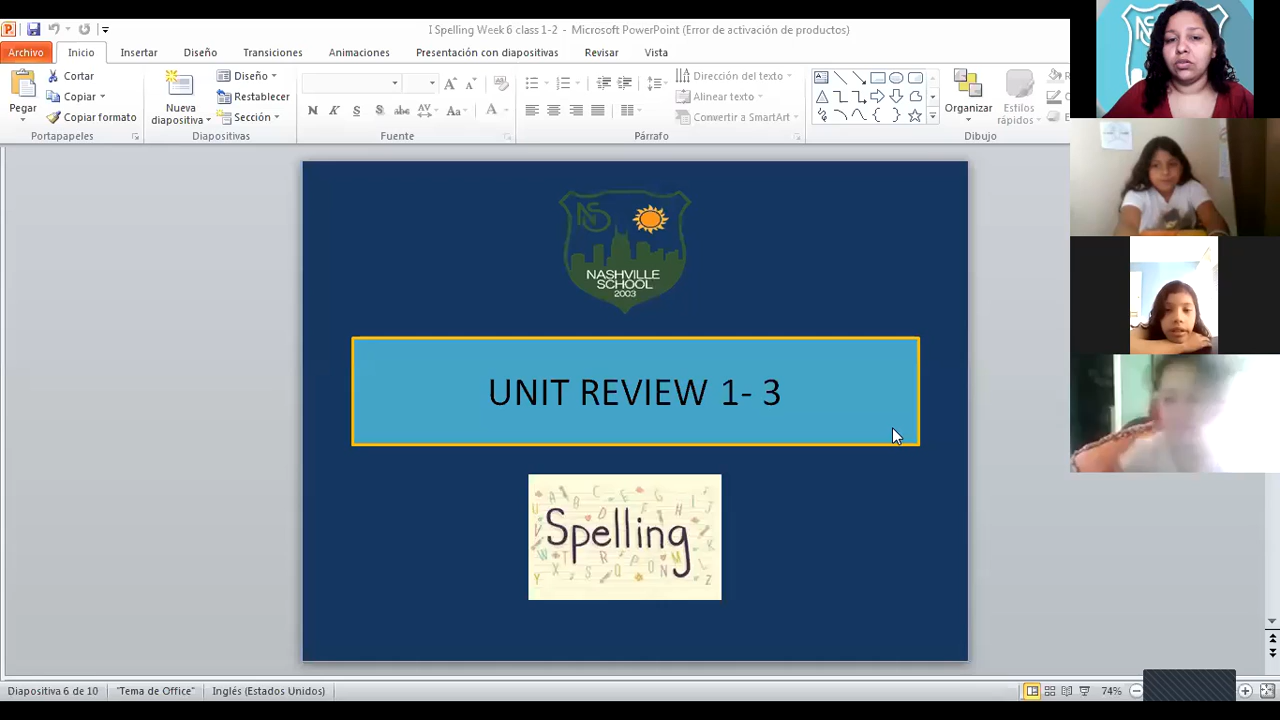 I Spelling Week 6 class 1-2 - Microsoft PowerPoint (Error de activación de productos)
Archivo Inicio Insertar Diseño Transiciones Animaciones Presentación con diapositivas Revisar Vista
Pegar
Cortar
Copiar
Copiar formato
Portapapeles
Nueva
diapositiva
Diseño
Restablecer
Sección
Diapositivas
N K S abc AV Aa A
Fuente
Dirección del texto
Alinear texto
Convertir a SmartArt
Párrafo
Organizar
Estilos
rápidos
Dibujo
NS
NASHVILLE
SCHOOL
2003
UNIT REVIEW 1- 3
Spelling
Diapositiva 6 de 10 "Tema de Office" Inglés (Estados Unidos) 74%